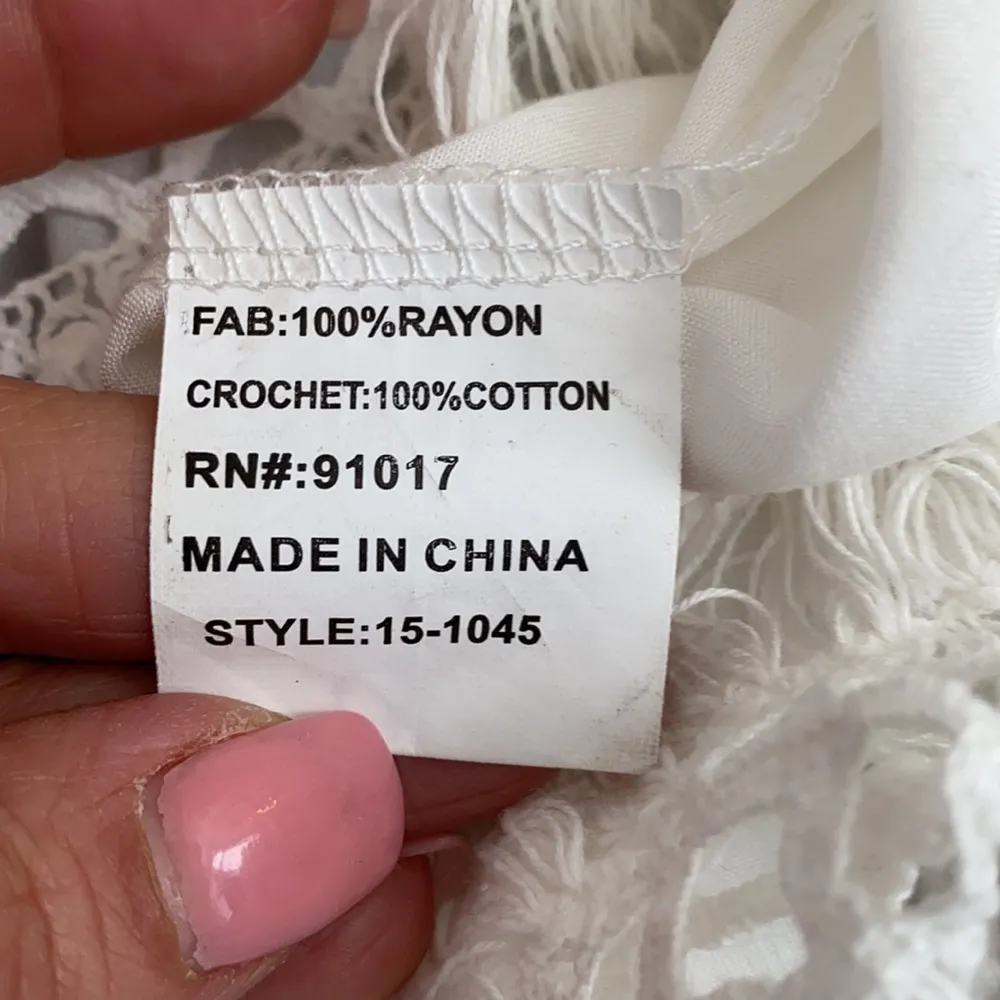 FAB:100%RAYON
CROCHET:100%COTTON
RN#:91017
MADE IN CHINA
STYLE:15-1045